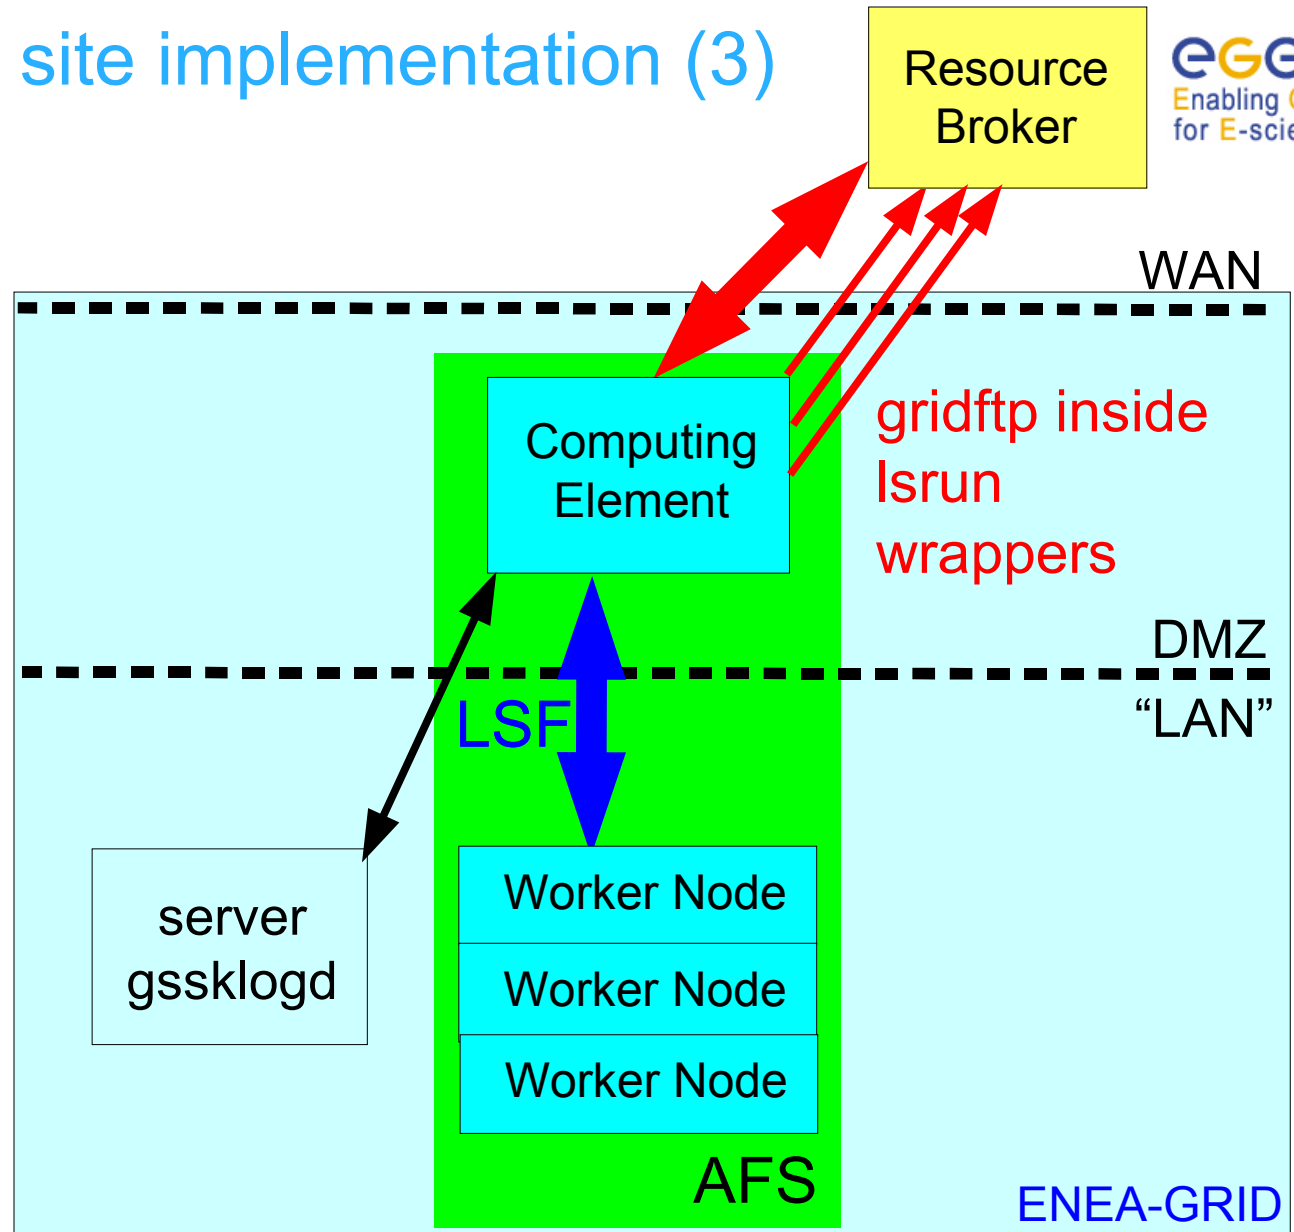 site implementation (3)
Resource
Broker
Enabling
for E-scie
WAN
Computing
Element
gridftp inside
lsrun
wrappers
DMZ
“LAN”
LSF
server
gssklogd
Worker Node
Worker Node
Worker Node
AFS
ENEA-GRID